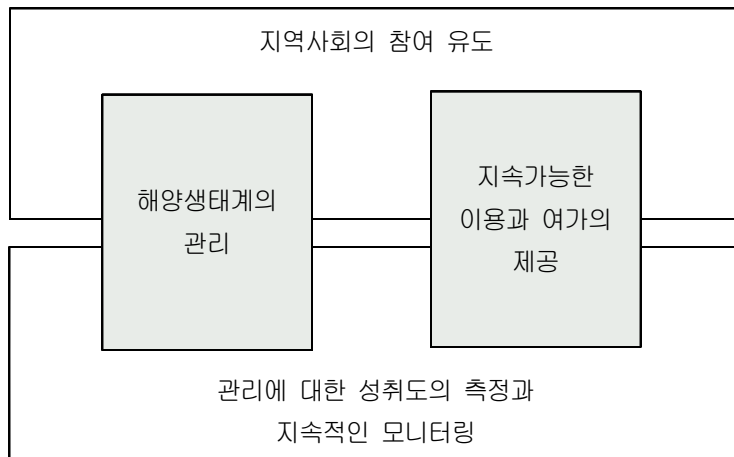 지역사회의 참여 유도
해양생태계의
관리
지속가능한
이용과 여가의
제공
관리에 대한 성취도의 측정과
지속적인 모니터링